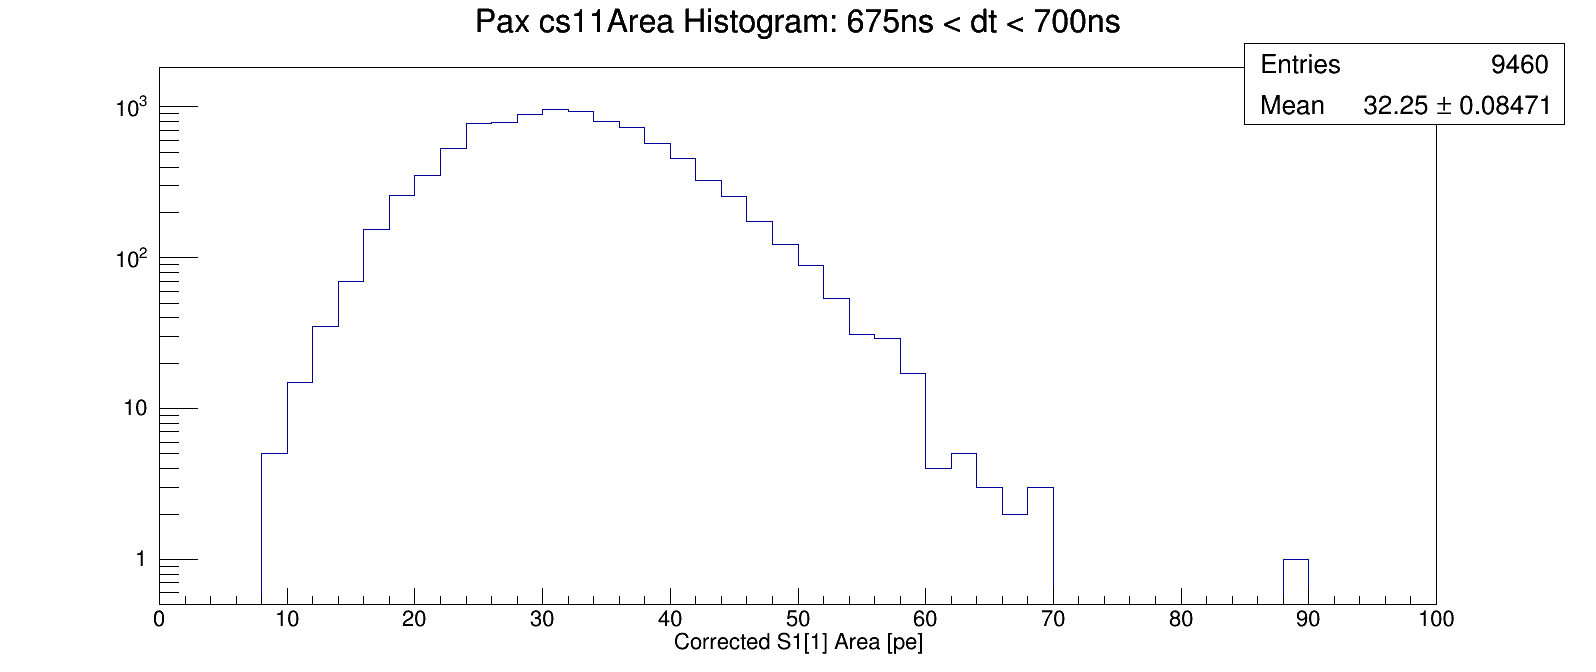 Pax cs11Area Histogram: 675ns < dt < 700ns
Entries 9460
Mean 32.25 ± 0.08471
10³
10²
10
1
0 10 20 30 40 50 60 70 80 90 100
Corrected S1[1] Area [pe]